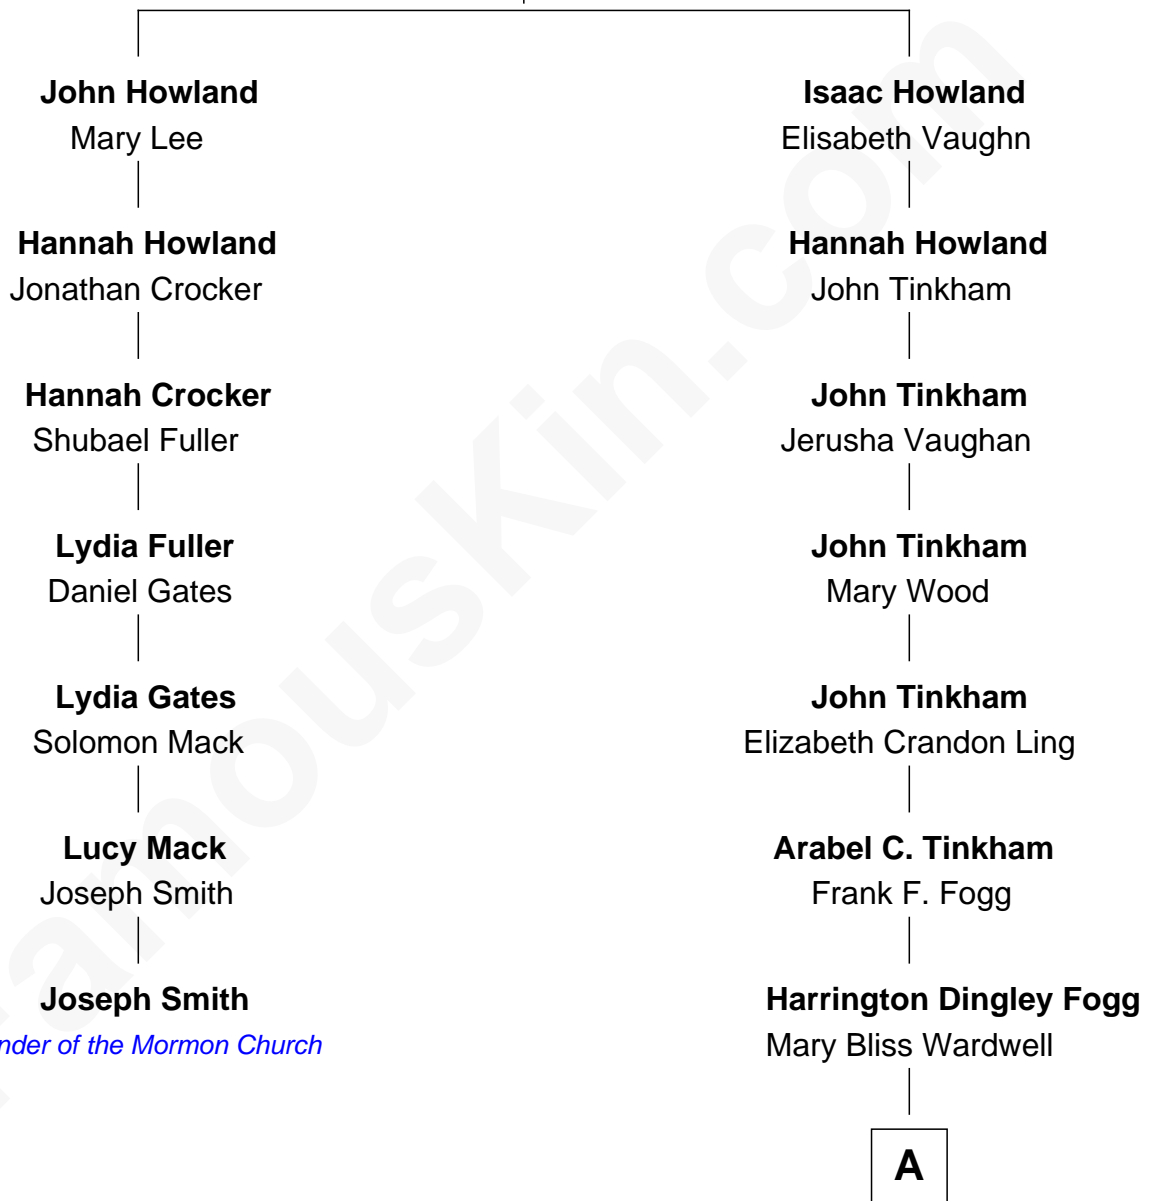 John Howland
Mary Lee
Hannah Howland
Jonathan Crocker
Hannah Crocker
Shubael Fuller
Lydia Fuller
Daniel Gates
Lydia Gates
Solomon Mack
Lucy Mack
Joseph Smith
Joseph Smith
nder of the Mormon Church
Isaac Howland
Elisabeth Vaughn
Hannah Howland
John Tinkham
John Tinkham
Jerusha Vaughan
John Tinkham
Mary Wood
John Tinkham
Elizabeth Crandon Ling
Arabel C. Tinkham
Frank F. Fogg
Harrington Dingley Fogg
Mary Bliss Wardwell
A
FamousKin.com